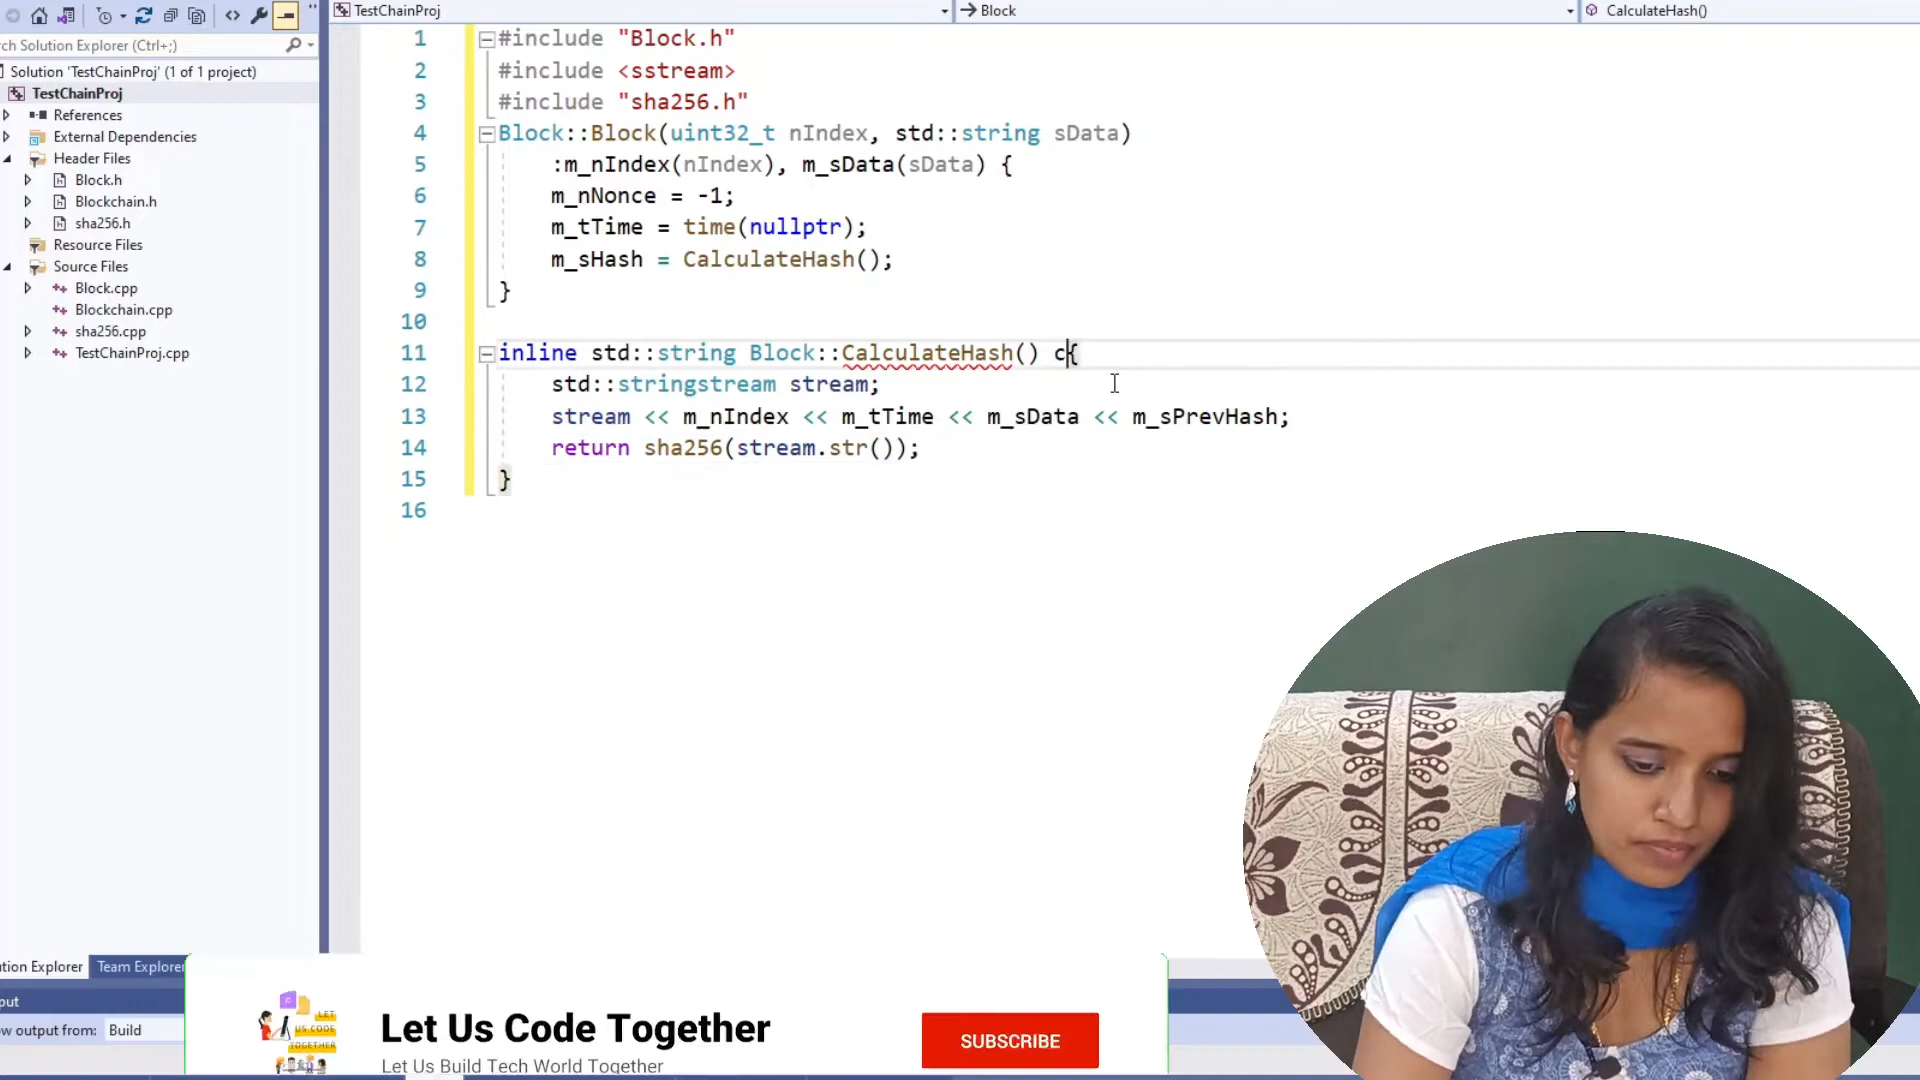 TestChainProj
Block
CalculateHash()
ch Solution Explorer (Ctrl+;)
Solution 'TestChainProj' (1 of 1 project)
TestChainProj
References
External Dependencies
Header Files
Block.h
Blockchain.h
sha256.h
Resource Files
Source Files
Block.cpp
Blockchain.cpp
sha256.cpp
TestChainProj.cpp
1 #include "Block.h"
2 #include <sstream>
3 #include "sha256.h"
4 Block::Block(uint32_t nIndex, std::string sData)
5 :m_nIndex(nIndex), m_sData(sData) {
6 m_nNonce = -1;
7 m_tTime = time(nullptr);
8 m_sHash = CalculateHash();
9 }
10
11 inline std::string Block::CalculateHash() c{
12 std::stringstream stream;
13 stream << m_nIndex << m_tTime << m_sData << m_sPrevHash;
14 return sha256(stream.str());
15 }
16
tion Explorer
Team Explorer
put
w output from: Build
LET
US CODE
TOGETHER
Let Us Code Together
Let Us Build Tech World Together
SUBSCRIBE